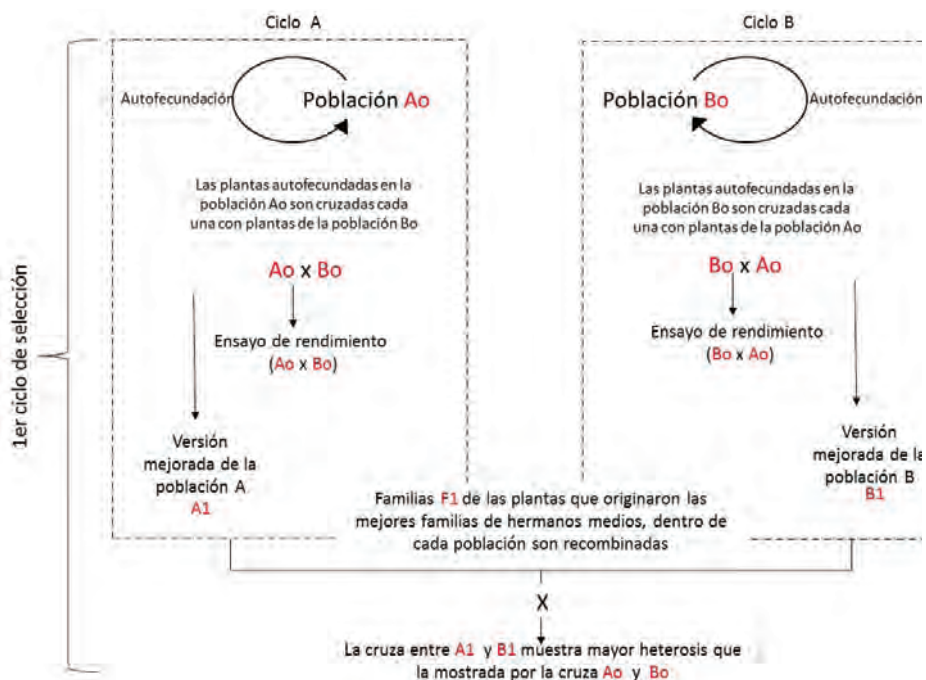 Ciclo A
Ciclo B
Autofecundación
Población Ao
Población Bo
Autofecundación
Las plantas autofecundadas en la
población Ao son cruzadas cada
una con plantas de la población Bo
Las plantas autofecundadas en la
población Bo son cruzadas cada
una con plantas de la población Ao
Ao x Bo
Bo x Ao
Ensayo de rendimiento
(Ao x Bo)
Ensayo de rendimiento
(Bo x Ao)
1er ciclo de selección
Versión
mejorada de la
población A
A1
Versión
mejorada de la
población B
B1
Familias F1 de las plantas que originaron las
mejores familias de hermanos medios, dentro de
cada población son recombinadas
X
La cruza entre A1 y B1 muestra mayor heterosis que
la mostrada por la cruza Ao y Bo